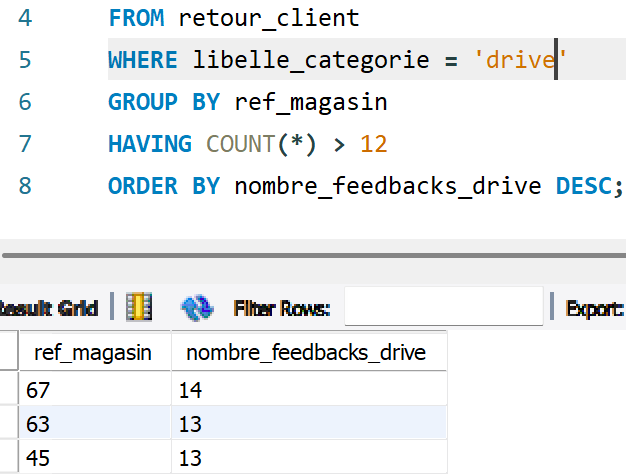 4 FROM retour_client
5 WHERE libelle_categorie = 'drive'
6 GROUP BY ref_magasin
7 HAVING COUNT(*) > 12
8 ORDER BY nombre_feedbacks_drive DESC;
Result Grid Filter Rows: Export:
ref_magasin nombre_feedbacks_drive
67 14
63 13
45 13